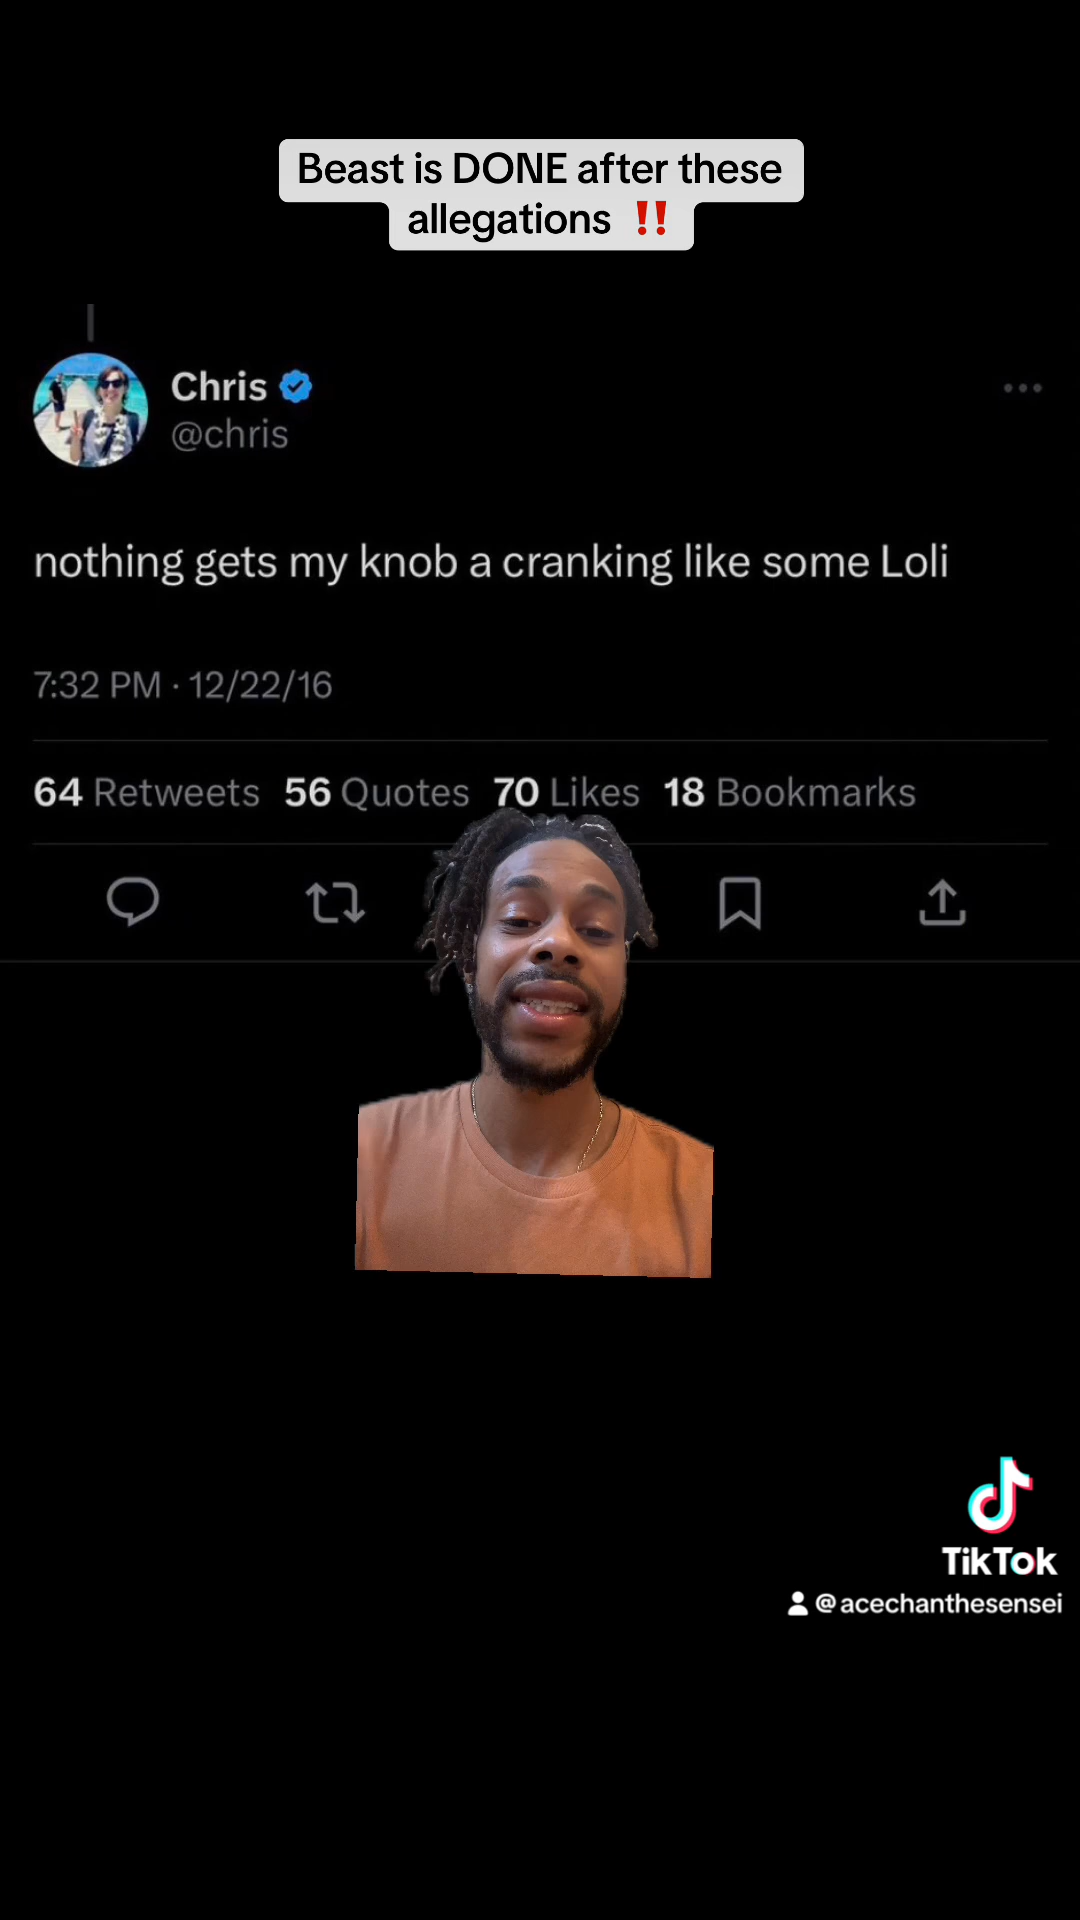 Beast is DONE after these
allegations ‼️
Chris
@chris
nothing gets my knob a cranking like some Loli
7:32 PM · 12/22/16
64 Retweets 56 Quotes 70 Likes 18 Bookmarks
TikTok
@acechanthesensei